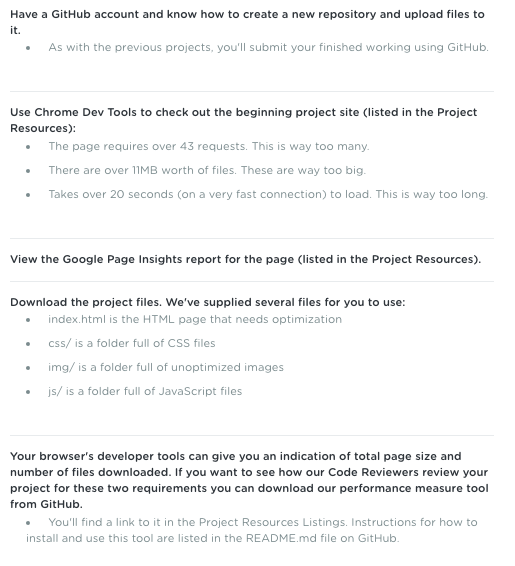 Have a GitHub account and know how to create a new repository and upload files to
it.
• As with the previous projects, you'll submit your finished working using GitHub.
Use Chrome Dev Tools to check out the beginning project site (listed in the Project
Resources):
• The page requires over 43 requests. This is way too many.
• There are over 11MB worth of files. These are way too big.
• Takes over 20 seconds (on a very fast connection) to load. This is way too long.
View the Google Page Insights report for the page (listed in the Project Resources).
Download the project files. We've supplied several files for you to use:
• index.html is the HTML page that needs optimization
• css/ is a folder full of CSS files
• img/ is a folder full of unoptimized images
• js/ is a folder full of JavaScript files
Your browser's developer tools can give you an indication of total page size and
number of files downloaded. If you want to see how our Code Reviewers review your
project for these two requirements you can download our performance measure tool
from GitHub.
• You'll find a link to it in the Project Resources Listings. Instructions for how to
install and use this tool are listed in the README.md file on GitHub.